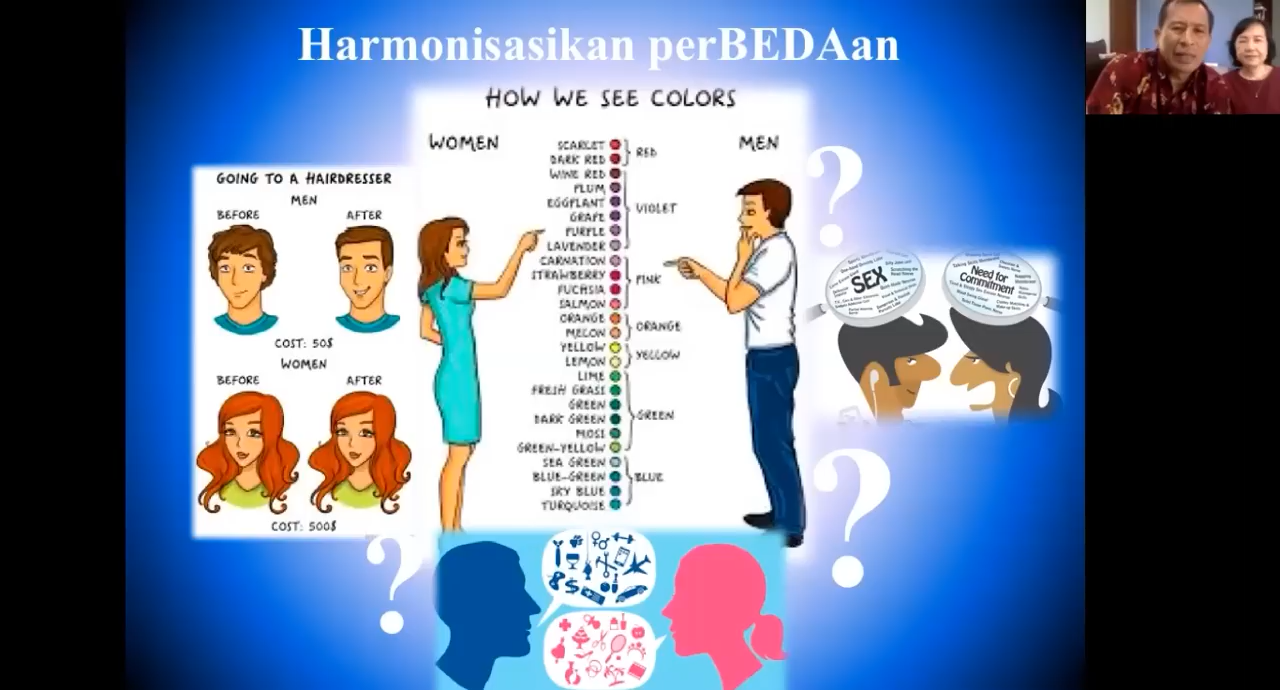 Harmonisasikan perBEDAan
HOW WE SEE COLORS
WOMEN
MEN
SCARLET
DARK RED
RED
WINE RED
PLUM
EGGPLANT
GRAPE
PURPLE
LAVENDER
VIOLET
CARNATION
STRAWBERRY
FUCHSIA
SALMON
PINK
ORANGE
MELON
ORANGE
YELLOW
LEMON
YELLOW
LIME
FRESH GRASS
GREEN
DARK GREEN
MOSS
GREEN-YELLOW
GREEN
SEA GREEN
BLUE-GREEN
SKY BLUE
TURQUOISE
BLUE
GOING TO A HAIRDRESSER
MEN
BEFORE
AFTER
COST: 50$
WOMEN
BEFORE
AFTER
COST: 500$
?
SEX
Need for
Commitment
?
?
8 $